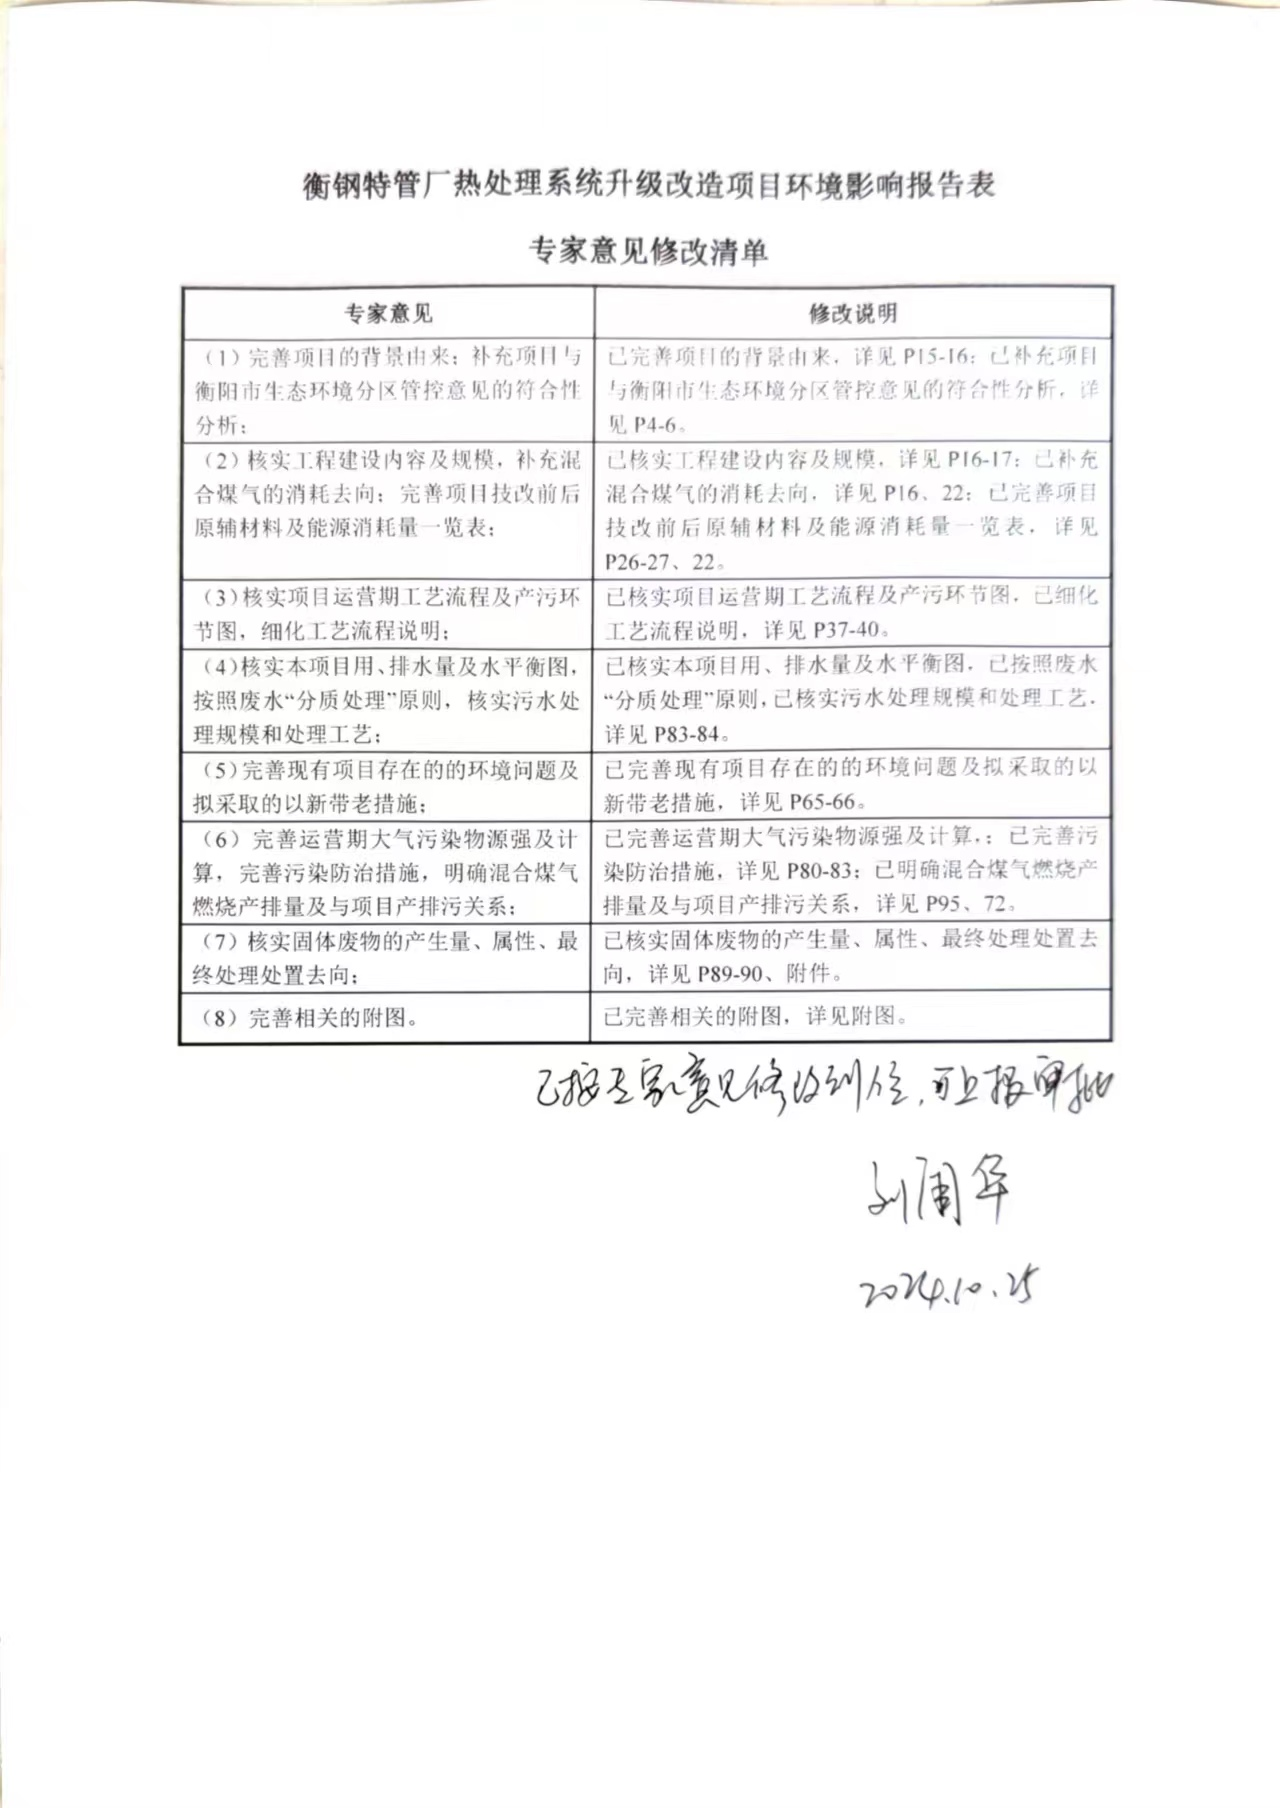 衡钢特管厂热处理系统升级改造项目环境影响报告表
专家意见修改清单
专家意见
修改说明
（1）完善项目的背景由来；补充项目与
衡阳市生态环境分区管控意见的符合性
分析；
已完善项目的背景由来，详见 P15-16；已补充项目
与衡阳市生态环境分区管控意见的符合性分析，详
见 P4-6。
（2）核实工程建设内容及规模，补充混
合煤气的消耗去向；完善项目技改前后
原辅材料及能源消耗量一览表；
已核实工程建设内容及规模，详见 P16-17；已补充
混合煤气的消耗去向，详见 P16、22；已完善项目
技改前后原辅材料及能源消耗量一览表，详见
P26-27、22。
（3）核实项目运营期工艺流程及产污环
节图，细化工艺流程说明；
已核实项目运营期工艺流程及产污环节图，已细化
工艺流程说明，详见 P37-40。
（4）核实本项目用、排水量及水平衡图，
按照废水“分质处理”原则，核实污水处
理规模和处理工艺；
已核实本项目用、排水量及水平衡图，已按照废水
“分质处理”原则，已核实污水处理规模和处理工艺，
详见 P83-84。
（5）完善现有项目存在的的环境问题及
拟采取的以新带老措施；
已完善现有项目存在的的环境问题及拟采取的以
新带老措施，详见 P65-66。
（6）完善运营期大气污染物源强及计
算，完善污染防治措施，明确混合煤气
燃烧产排量及与项目产排污关系；
已完善运营期大气污染物源强及计算，；已完善污
染防治措施，详见 P80-83；已明确混合煤气燃烧产
排量及与项目产排污关系，详见 P95、72。
（7）核实固体废物的产生量、属性、最
终处理处置去向；
已核实固体废物的产生量、属性、最终处理处置去
向，详见 P89-90、附件。
（8）完善相关的附图。
已完善相关的附图，详见附图。
已按专家意见修改到位，可上报审批
刘国华
2024.10.25